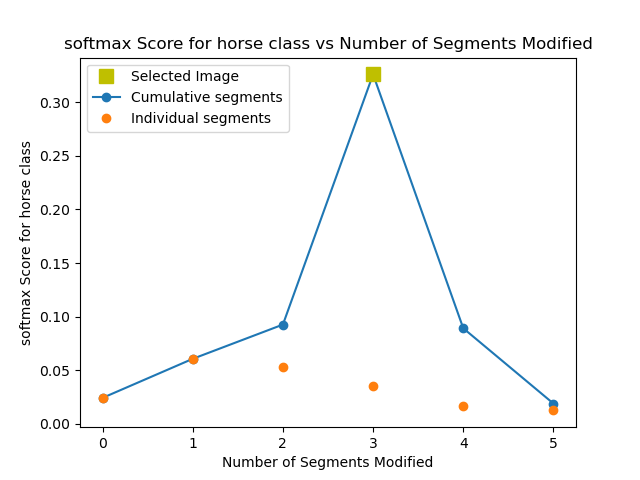 softmax Score for horse class vs Number of Segments Modified
Selected Image
Cumulative segments
Individual segments
softmax Score for horse class
0.30
0.25
0.20
0.15
0.10
0.05
0.00
0 1 2 3 4 5
Number of Segments Modified